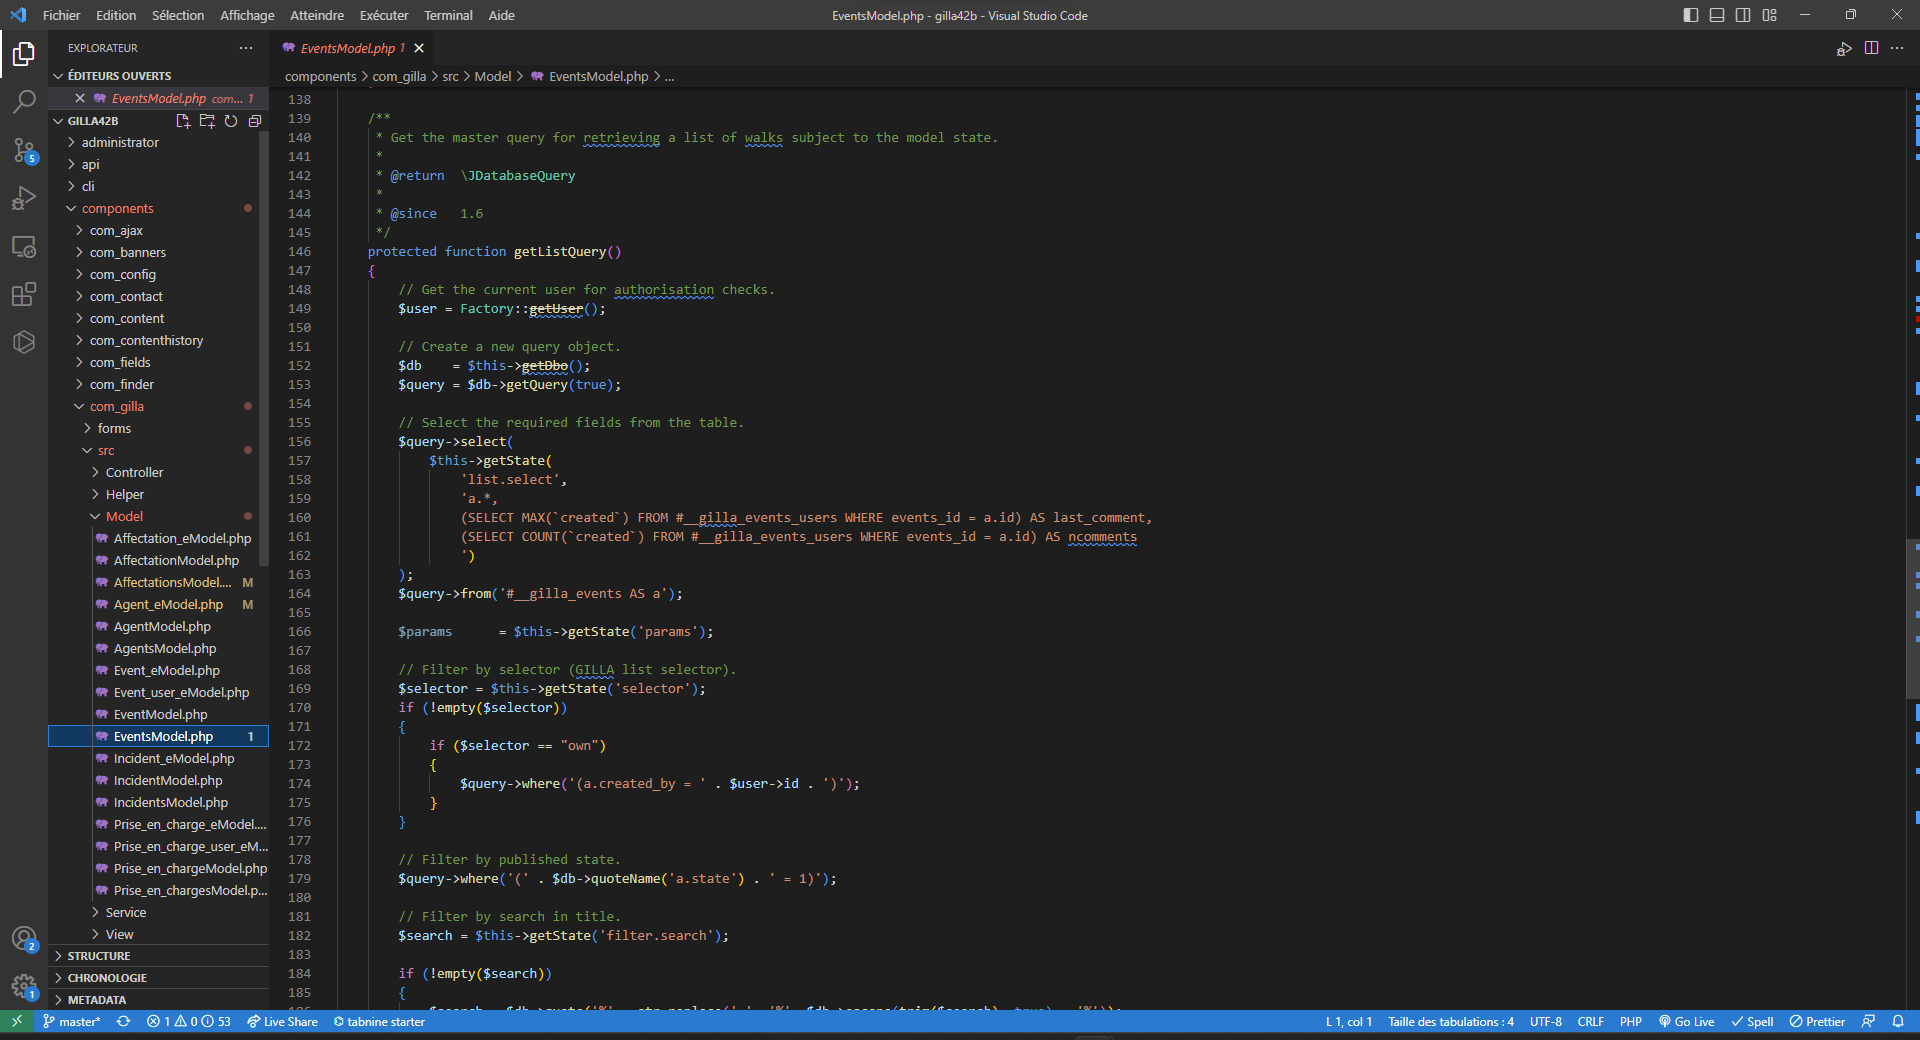 Fichier Edition Sélection Affichage Atteindre Exécuter Terminal Aide
EventsModel.php - gilla42b - Visual Studio Code
EXPLORATEUR
EventsModel.php 1
ÉDITEURS OUVERTS
EventsModel.php com... 1
components > com_gilla > src > Model > EventsModel.php > ...
GILLA42B
administrator
api
cli
components
com_ajax
com_banners
com_config
com_contact
com_content
com_contenthistory
com_fields
com_finder
com_gilla
forms
src
Controller
Helper
Model
Affectation_eModel.php
AffectationModel.php
AffectationsModel.... M
Agent_eModel.php M
AgentModel.php
AgentsModel.php
Event_eModel.php
Event_user_eModel.php
EventModel.php
EventsModel.php 1
Incident_eModel.php
IncidentModel.php
IncidentsModel.php
Prise_en_charge_eModel....
Prise_en_charge_user_eM...
Prise_en_chargeModel.php
Prise_en_chargesModel.p...
Service
View
STRUCTURE
CHRONOLOGIE
METADATA
5
2
1
138
139 /**
140 * Get the master query for retrieving a list of walks subject to the model state.
141 *
142 * @return \JDatabaseQuery
143 *
144 * @since 1.6
145 */
146 protected function getListQuery()
147 {
148 // Get the current user for authorisation checks.
149 $user = Factory::getUser();
150
151 // Create a new query object.
152 $db = $this->getDbo();
153 $query = $db->getQuery(true);
154
155 // Select the required fields from the table.
156 $query->select(
157 $this->getState(
158 'list.select',
159 'a.*,
160 (SELECT MAX(`created`) FROM #__gilla_events_users WHERE events_id = a.id) AS last_comment,
161 (SELECT COUNT(`created`) FROM #__gilla_events_users WHERE events_id = a.id) AS ncomments
162 ')
163 );
164 $query->from('#__gilla_events AS a');
165
166 $params = $this->getState('params');
167
168 // Filter by selector (GILLA list selector).
169 $selector = $this->getState('selector');
170 if (!empty($selector))
171 {
172 if ($selector == "own")
173 {
174 $query->where('(a.created_by = ' . $user->id . ')');
175 }
176 }
177
178 // Filter by published state.
179 $query->where('(' . $db->quoteName('a.state') . ' = 1)');
180
181 // Filter by search in title.
182 $search = $this->getState('filter.search');
183
184 if (!empty($search))
185 {
master* 1 0 53 Live Share tabnine starter
L 1, col 1 Taille des tabulations : 4 UTF-8 CRLF PHP Go Live Spell Prettier